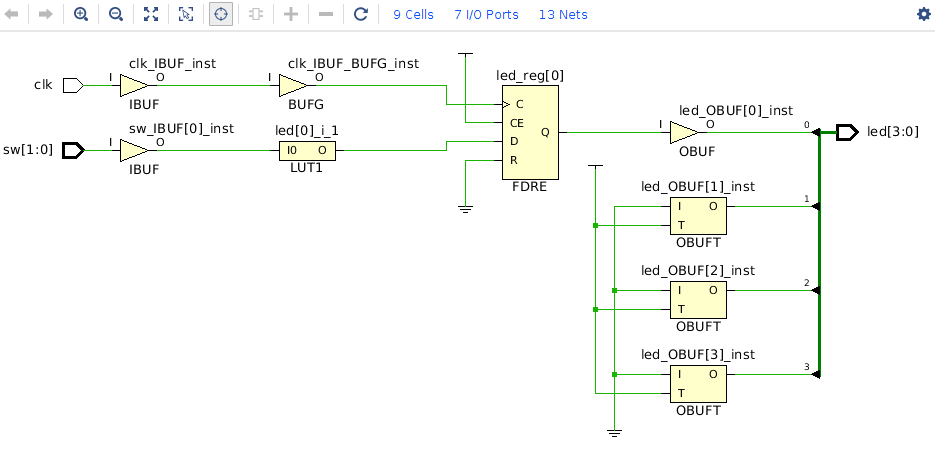 9 Cells 7 I/O Ports 13 Nets
clk_IBUF_inst
clk_IBUF_BUFG_inst
led_reg[0]
clk
I
O
I
O
IBUF
BUFG
C
CE
D
R
Q
FDRE
sw_IBUF[0]_inst
led[0]_i_1
sw[1:0]
I
O
I0
O
IBUF
LUT1
led_OBUF[0]_inst
I
O
0
led[3:0]
OBUF
led_OBUF[1]_inst
I
O
1
T
OBUFT
led_OBUF[2]_inst
I
O
2
T
OBUFT
led_OBUF[3]_inst
I
O
3
T
OBUFT